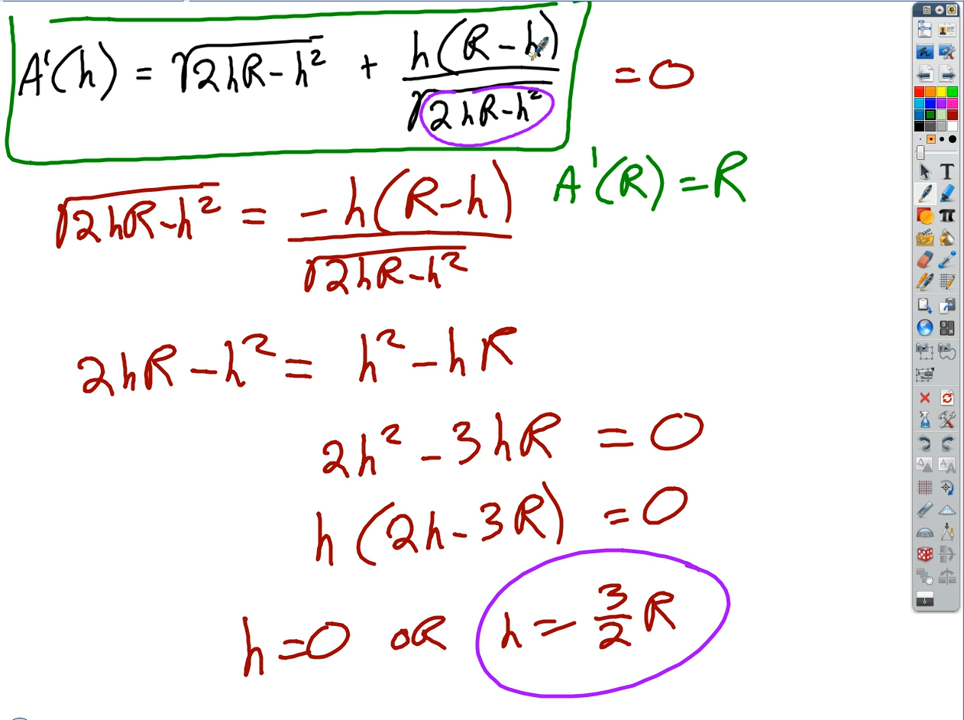 A'(h) = √(2hR-h²) + h(R-h)/√(2hR-h²) = 0
A'(R) = R
√(2hR-h²) = -h(R-h)/√(2hR-h²)
2hR-h² = h²-hR
2h²-3hR = 0
h(2h-3R) = 0
h=0 OR h = 3/2 R